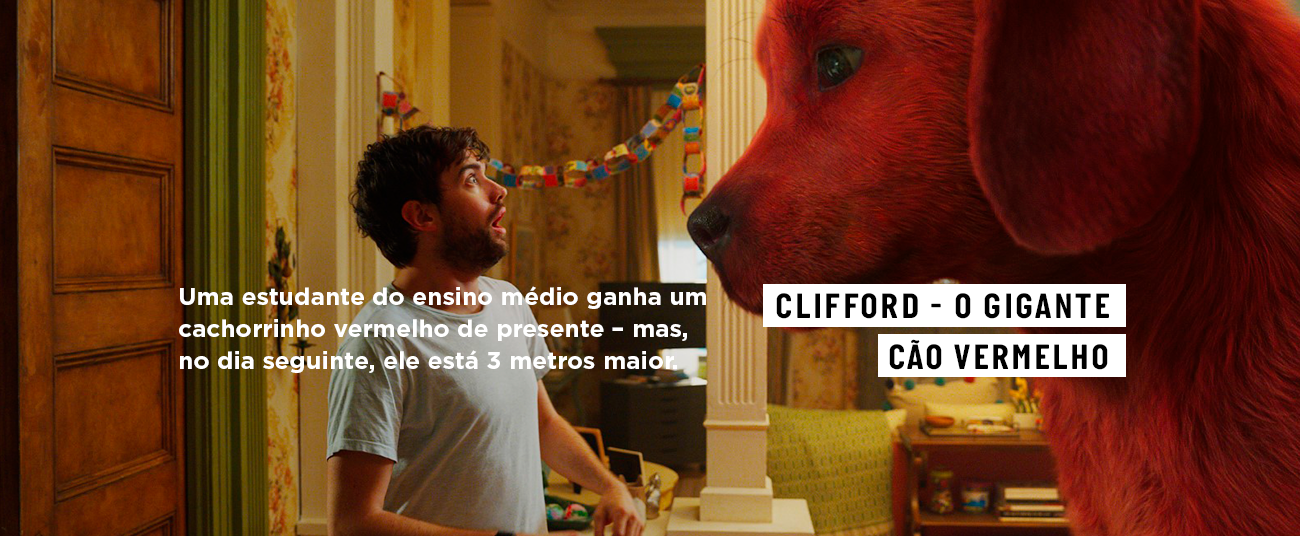 Uma estudante do ensino médio ganha um
cachorrinho vermelho de presente – mas,
no dia seguinte, ele está 3 metros maior.
CLIFFORD - O GIGANTE
CÃO VERMELHO